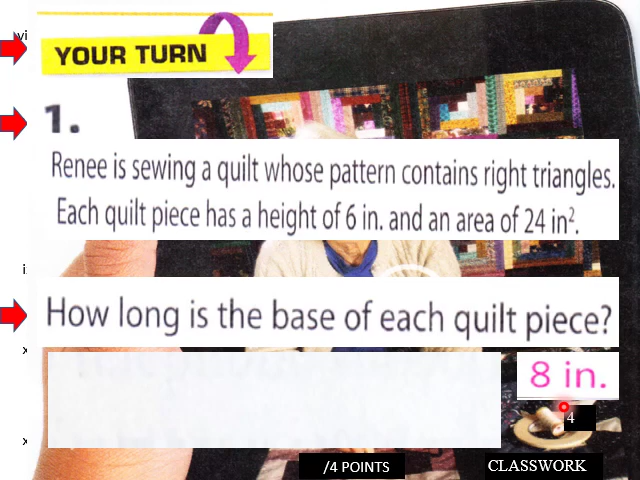 YOUR TURN
1.
Renee is sewing a quilt whose pattern contains right triangles.
Each quilt piece has a height of 6 in. and an area of 24 in².
How long is the base of each quilt piece?
8 in.
4
/4 POINTS
CLASSWORK